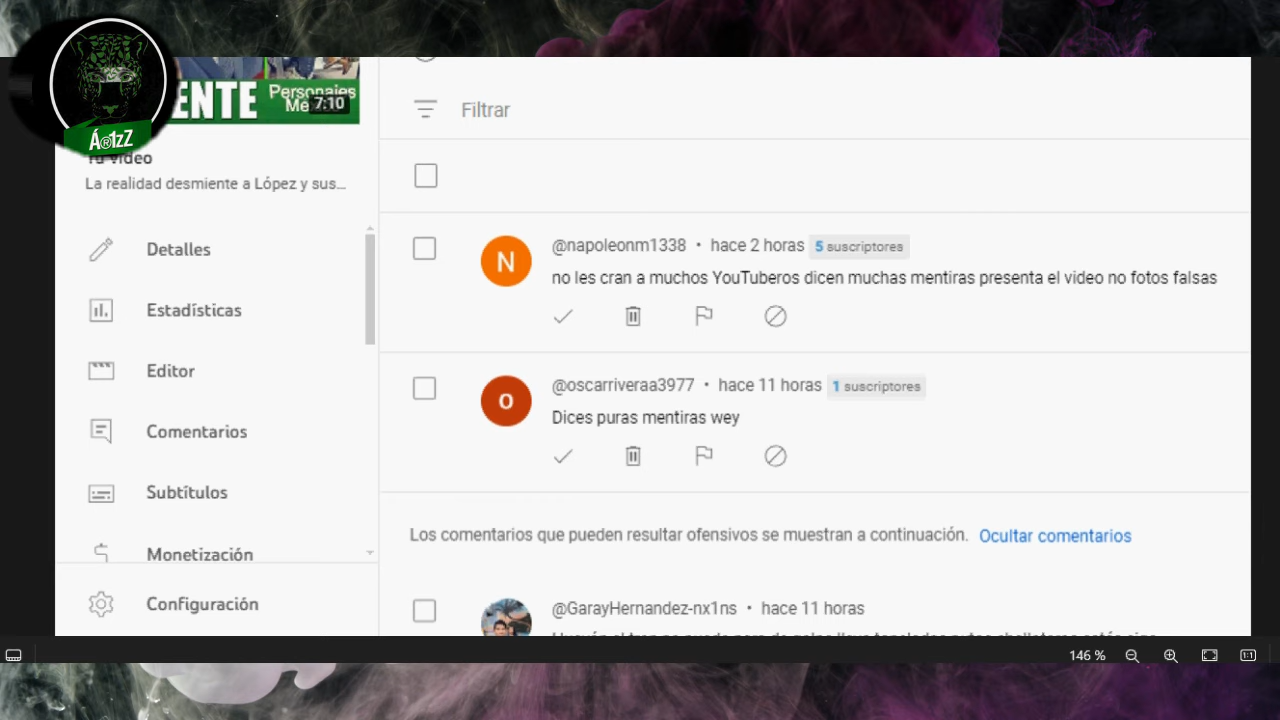 ENTE
Personajes
7:10
Á®1zZ
Tu video
La realidad desmiente a López y sus...
Detalles
Estadísticas
Editor
Comentarios
Subtítulos
Monetización
Configuración
Filtrar
@napoleonm1338 • hace 2 horas 5 suscriptores
no les cran a muchos YouTuberos dicen muchas mentiras presenta el video no fotos falsas
@oscarriveraa3977 • hace 11 horas 1 suscriptores
Dices puras mentiras wey
Los comentarios que pueden resultar ofensivos se muestran a continuación. Ocultar comentarios
@GarayHernandez-nx1ns • hace 11 horas
146 %